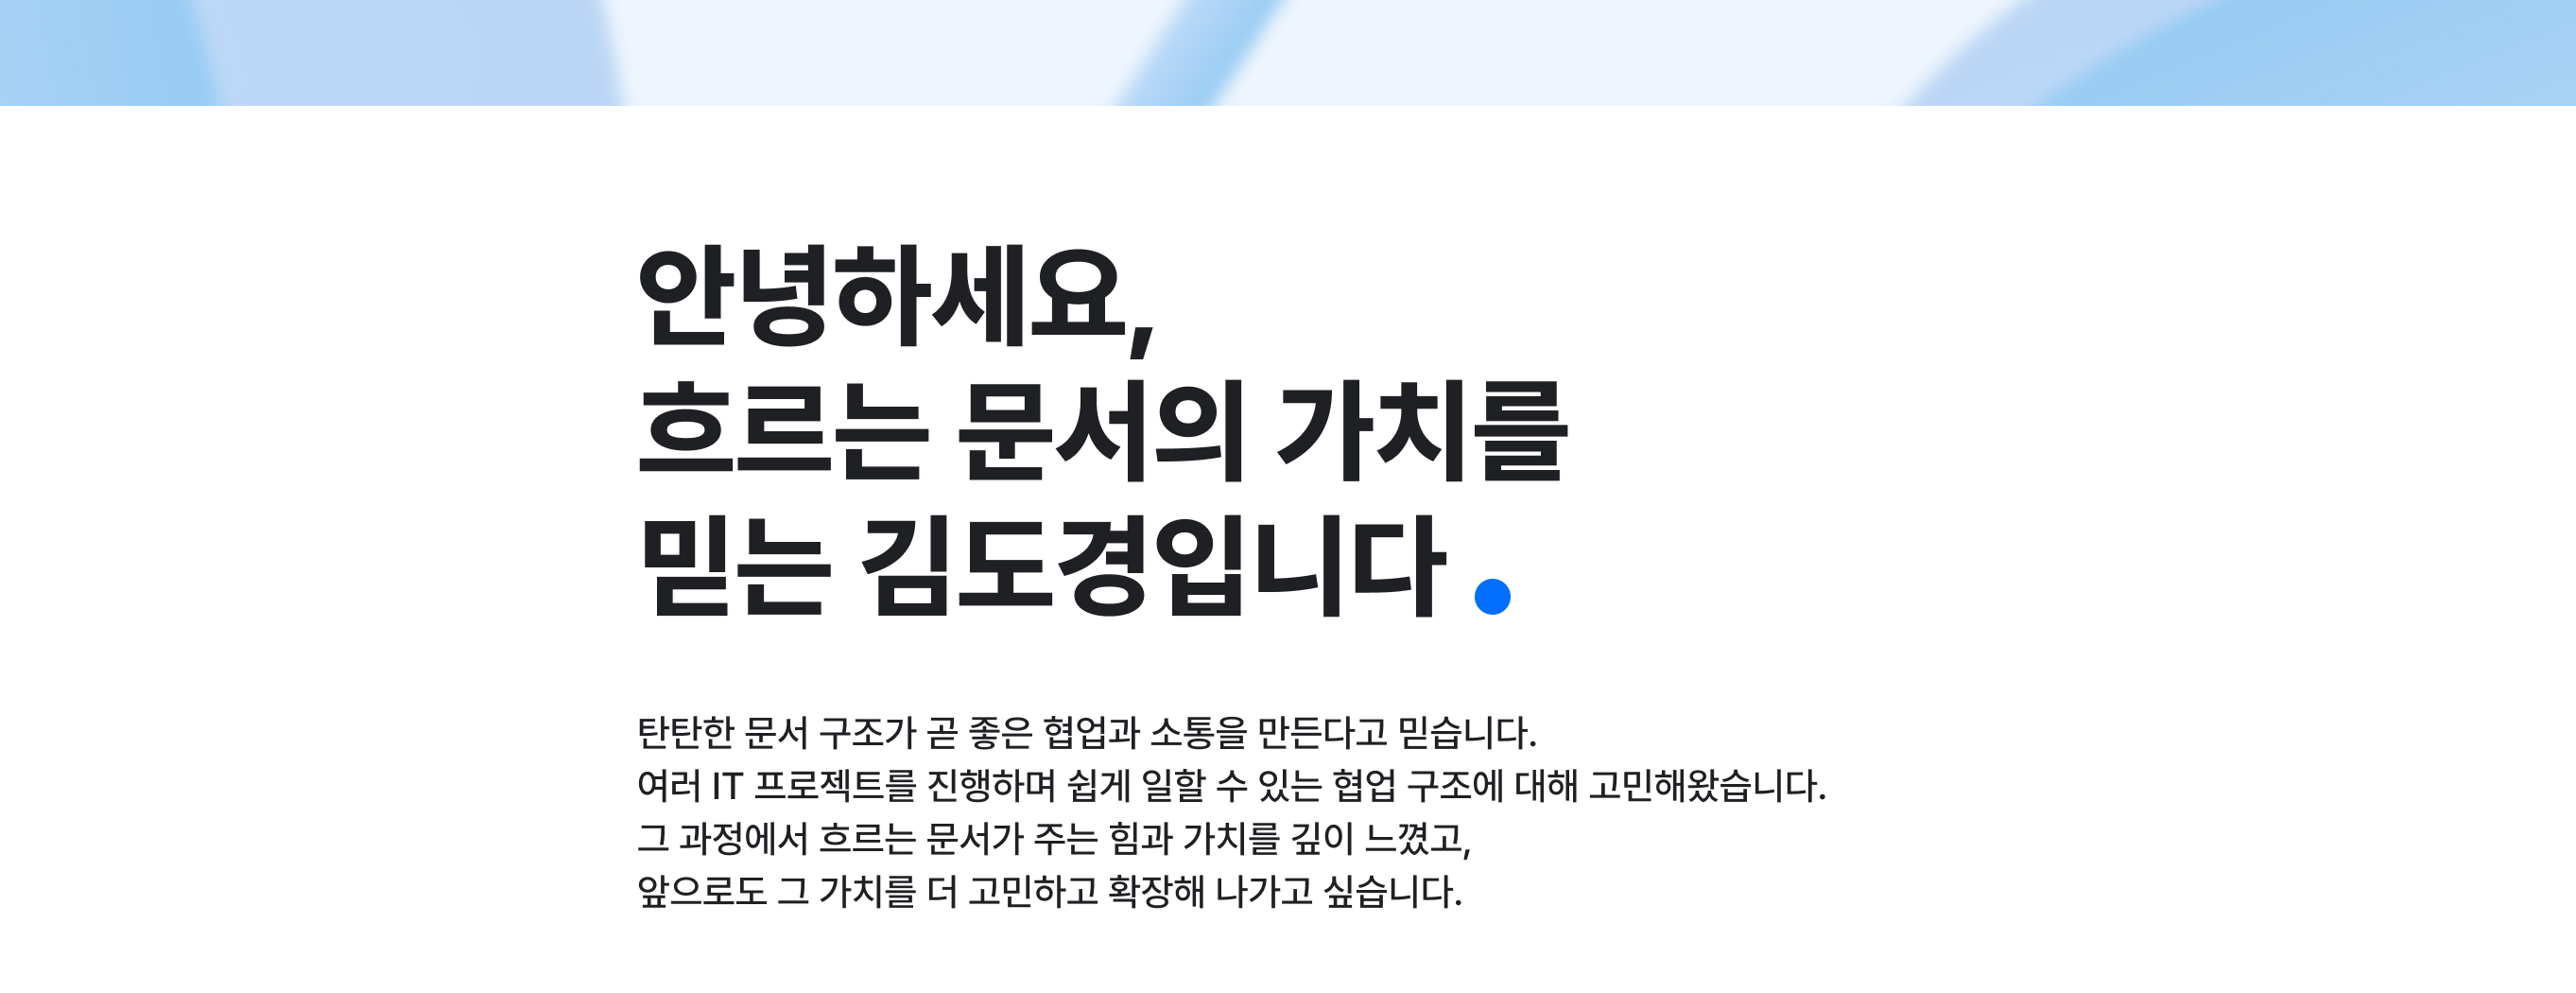 안녕하세요,
흐르는 문서의 가치를
믿는 김도경입니다.
탄탄한 문서 구조가 곧 좋은 협업과 소통을 만든다고 믿습니다.
여러 IT 프로젝트를 진행하며 쉽게 일할 수 있는 협업 구조에 대해 고민해왔습니다.
그 과정에서 흐르는 문서가 주는 힘과 가치를 깊이 느꼈고,
앞으로도 그 가치를 더 고민하고 확장해 나가고 싶습니다.